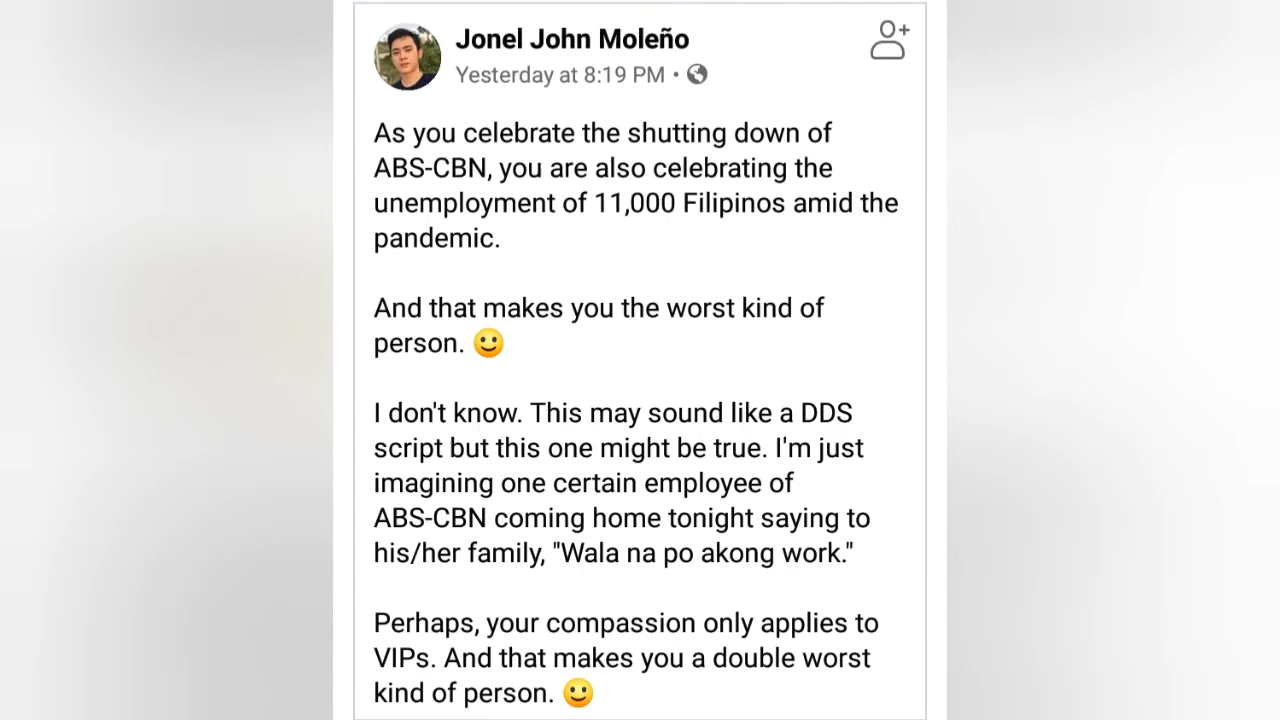 Jonel John Moleño
Yesterday at 8:19 PM •
As you celebrate the shutting down of
ABS-CBN, you are also celebrating the
unemployment of 11,000 Filipinos amid the
pandemic.
And that makes you the worst kind of
person. 🙂
I don't know. This may sound like a DDS
script but this one might be true. I'm just
imagining one certain employee of
ABS-CBN coming home tonight saying to
his/her family, "Wala na po akong work."
Perhaps, your compassion only applies to
VIPs. And that makes you a double worst
kind of person. 🙂